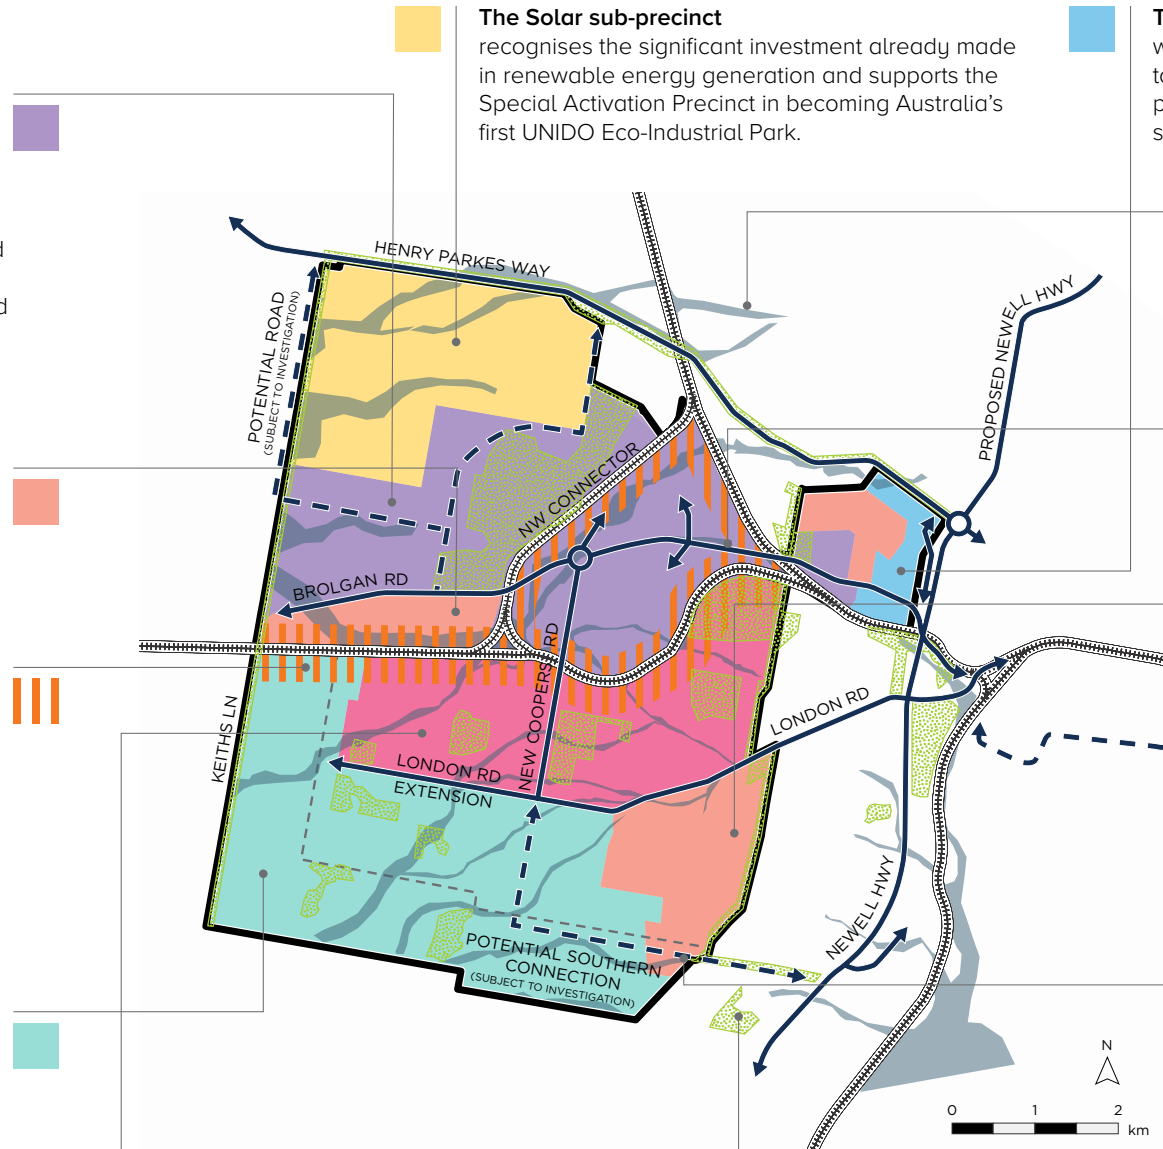 The Solar sub-precinct
recognises the significant investment already made
in renewable energy generation and supports the
Special Activation Precinct in becoming Australia's
first UNIDO Eco-Industrial Park.
HENRY PARKES WAY
POTENTIAL ROAD
(SUBJECT TO INVESTIGATION)
PROPOSED NEWELL HWY
NW CONNECTOR
BROLGAN RD
NEW COOPERS RD
KEITHS LN
LONDON RD
LONDON RD
EXTENSION
NEWELL HWY
POTENTIAL SOUTHERN
CONNECTION
(SUBJECT TO INVESTIGATION)
N
0 1 2
km